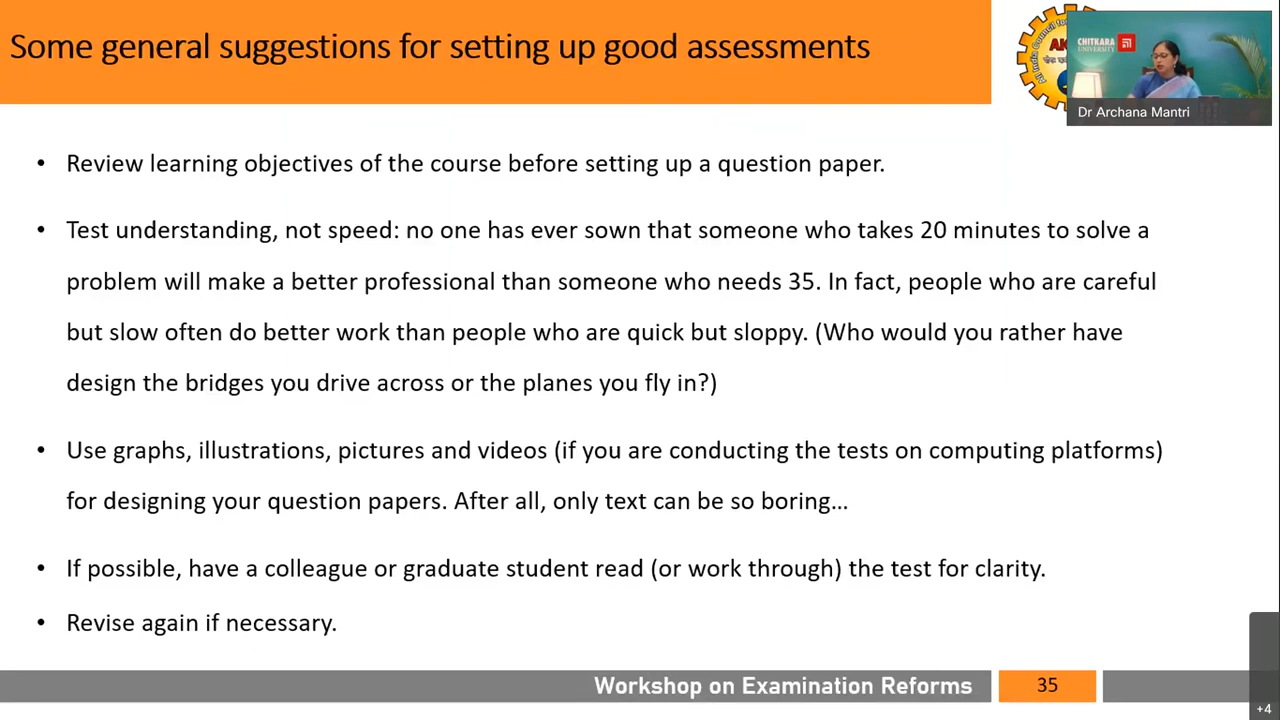 Some general suggestions for setting up good assessments
All India Council for
CHITKARA
UNIVERSITY
Dr Archana Mantri
• Review learning objectives of the course before setting up a question paper.
• Test understanding, not speed: no one has ever sown that someone who takes 20 minutes to solve a
problem will make a better professional than someone who needs 35. In fact, people who are careful
but slow often do better work than people who are quick but sloppy. (Who would you rather have
design the bridges you drive across or the planes you fly in?)
• Use graphs, illustrations, pictures and videos (if you are conducting the tests on computing platforms)
for designing your question papers. After all, only text can be so boring...
• If possible, have a colleague or graduate student read (or work through) the test for clarity.
• Revise again if necessary.
Workshop on Examination Reforms
35
+4